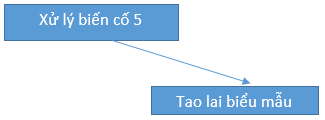 Xử lý biến cố 5
Tao lai biểu mẫu